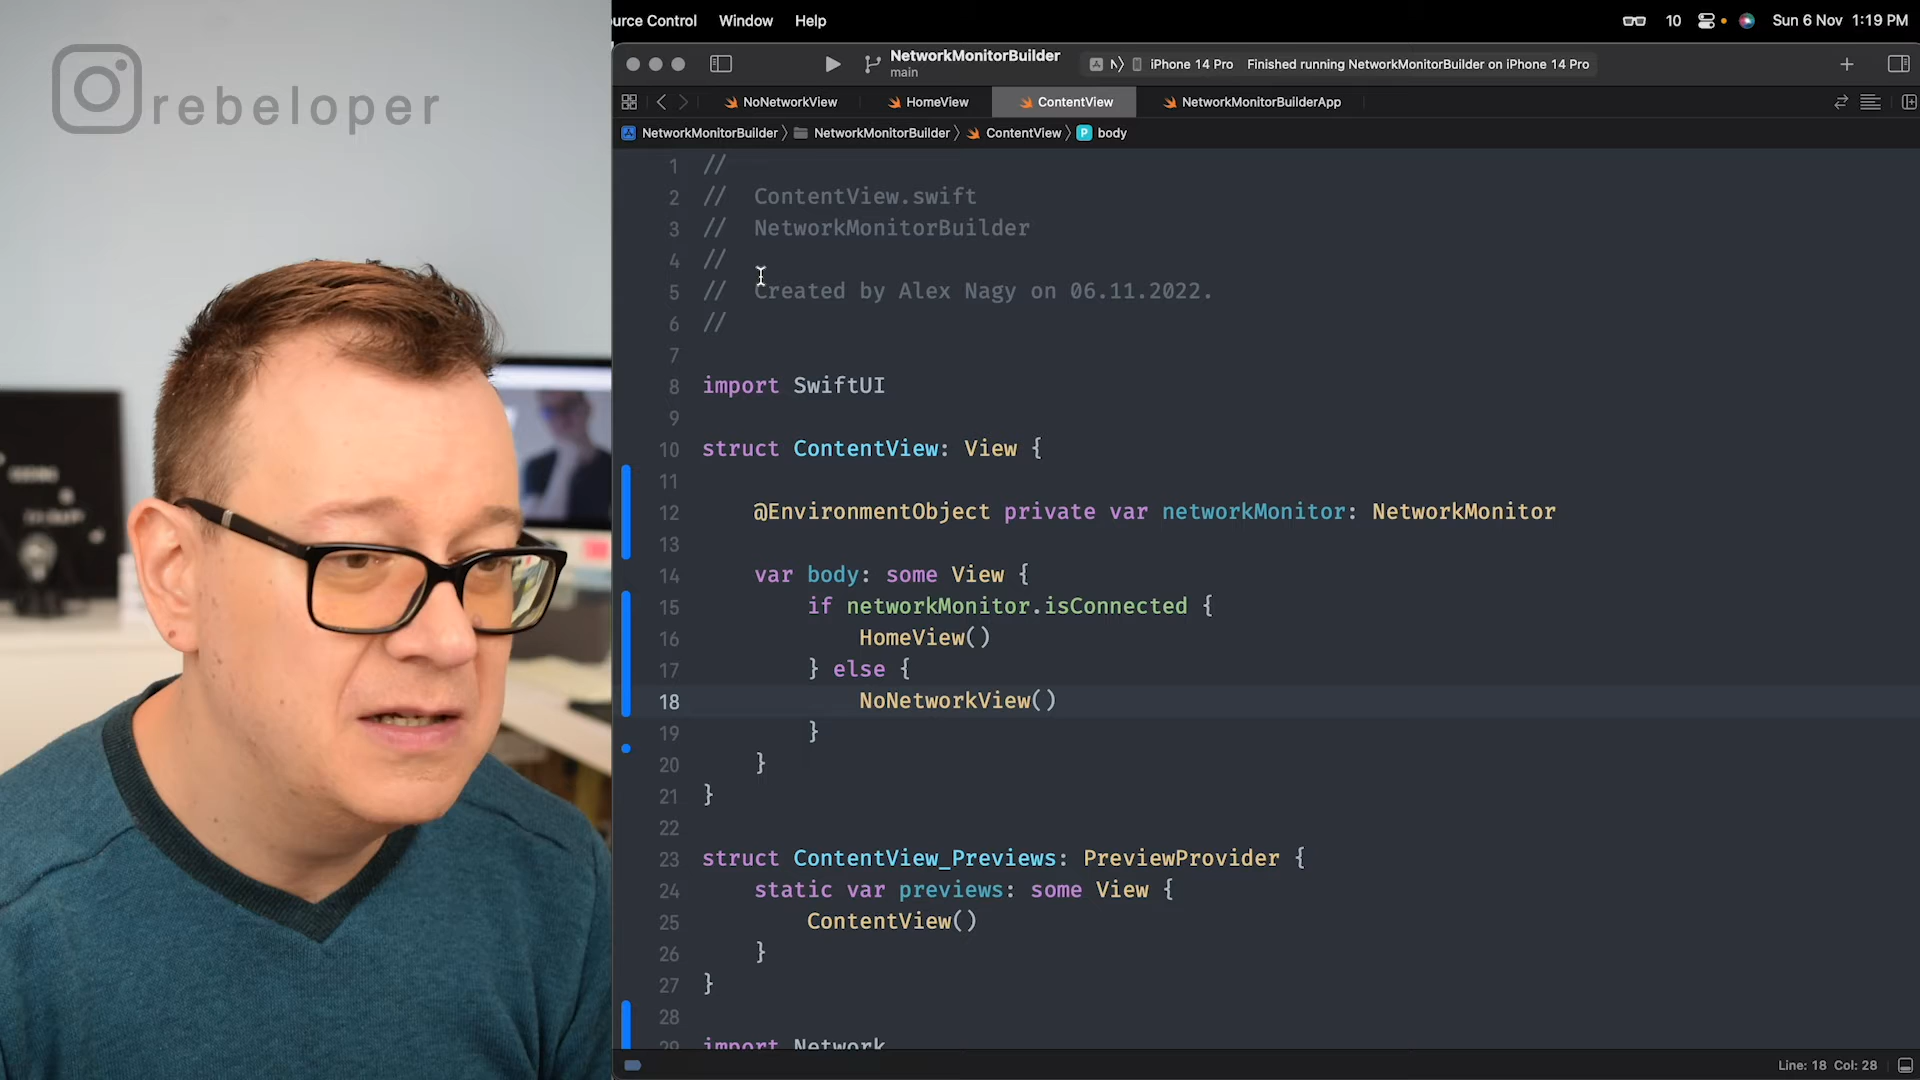 urce Control Window Help
10 Sun 6 Nov 1:19 PM
rebeloper
NetworkMonitorBuilder
main
iPhone 14 Pro Finished running NetworkMonitorBuilder on iPhone 14 Pro
NoNetworkView HomeView ContentView NetworkMonitorBuilderApp
NetworkMonitorBuilder NetworkMonitorBuilder ContentView P body
1 //
2 // ContentView.swift
3 // NetworkMonitorBuilder
4 //
5 // Created by Alex Nagy on 06.11.2022.
6 //
7
8 import SwiftUI
9
10 struct ContentView: View {
11
12 @EnvironmentObject private var networkMonitor: NetworkMonitor
13
14 var body: some View {
15 if networkMonitor.isConnected {
16 HomeView()
17 } else {
18 NoNetworkView()
19 }
20 }
21 }
22
23 struct ContentView_Previews: PreviewProvider {
24 static var previews: some View {
25 ContentView()
26 }
27 }
28
29 import Network
Line: 18 Col: 28